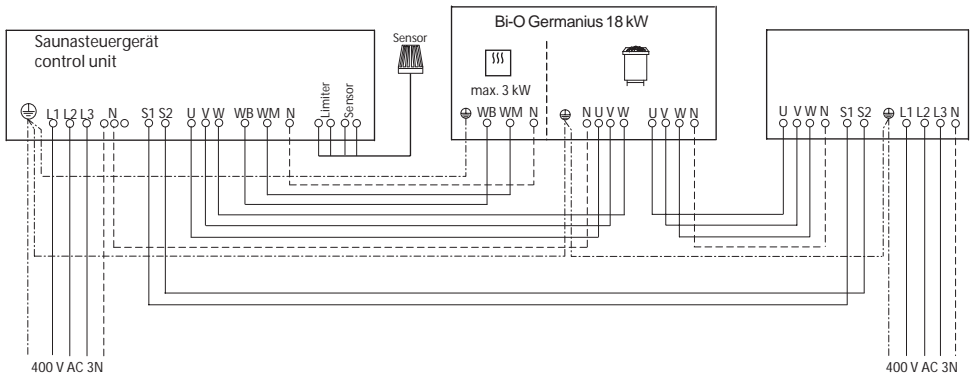 Saunasteuergerät
control unit
L1 L2 L3 N S1 S2 U V W WB WM N Limiter Sensor
Sensor
Bi-O Germanius 18 kW
max. 3 kW
WB WM N N U V W U V W N
U V W N S1 S2 L1 L2 L3 N
400 V AC 3N
400 V AC 3N